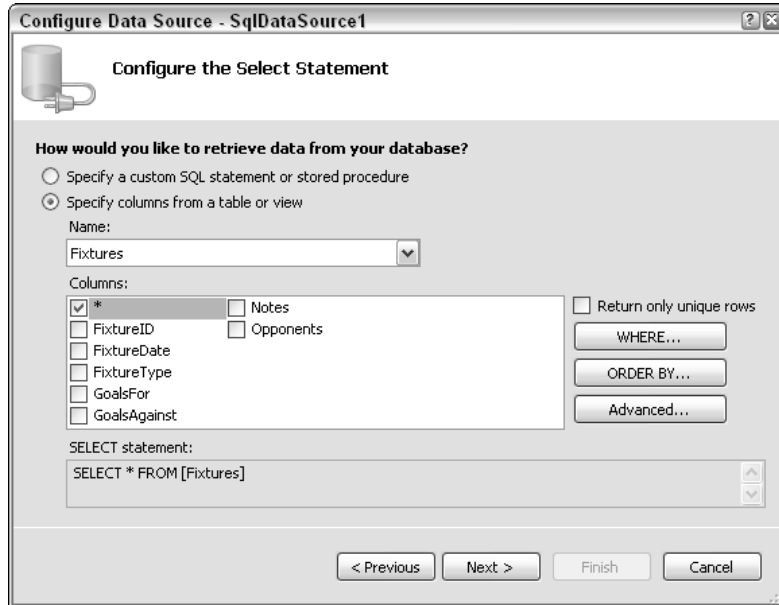 Configure Data Source - SqlDataSource1
Configure the Select Statement
How would you like to retrieve data from your database?
Specify a custom SQL statement or stored procedure
Specify columns from a table or view
Name:
Fixtures
Columns:
* Notes
FixtureID Opponents
FixtureDate
FixtureType
GoalsFor
GoalsAgainst
Return only unique rows
WHERE...
ORDER BY...
Advanced...
SELECT statement:
SELECT * FROM [Fixtures]
< Previous Next > Finish Cancel